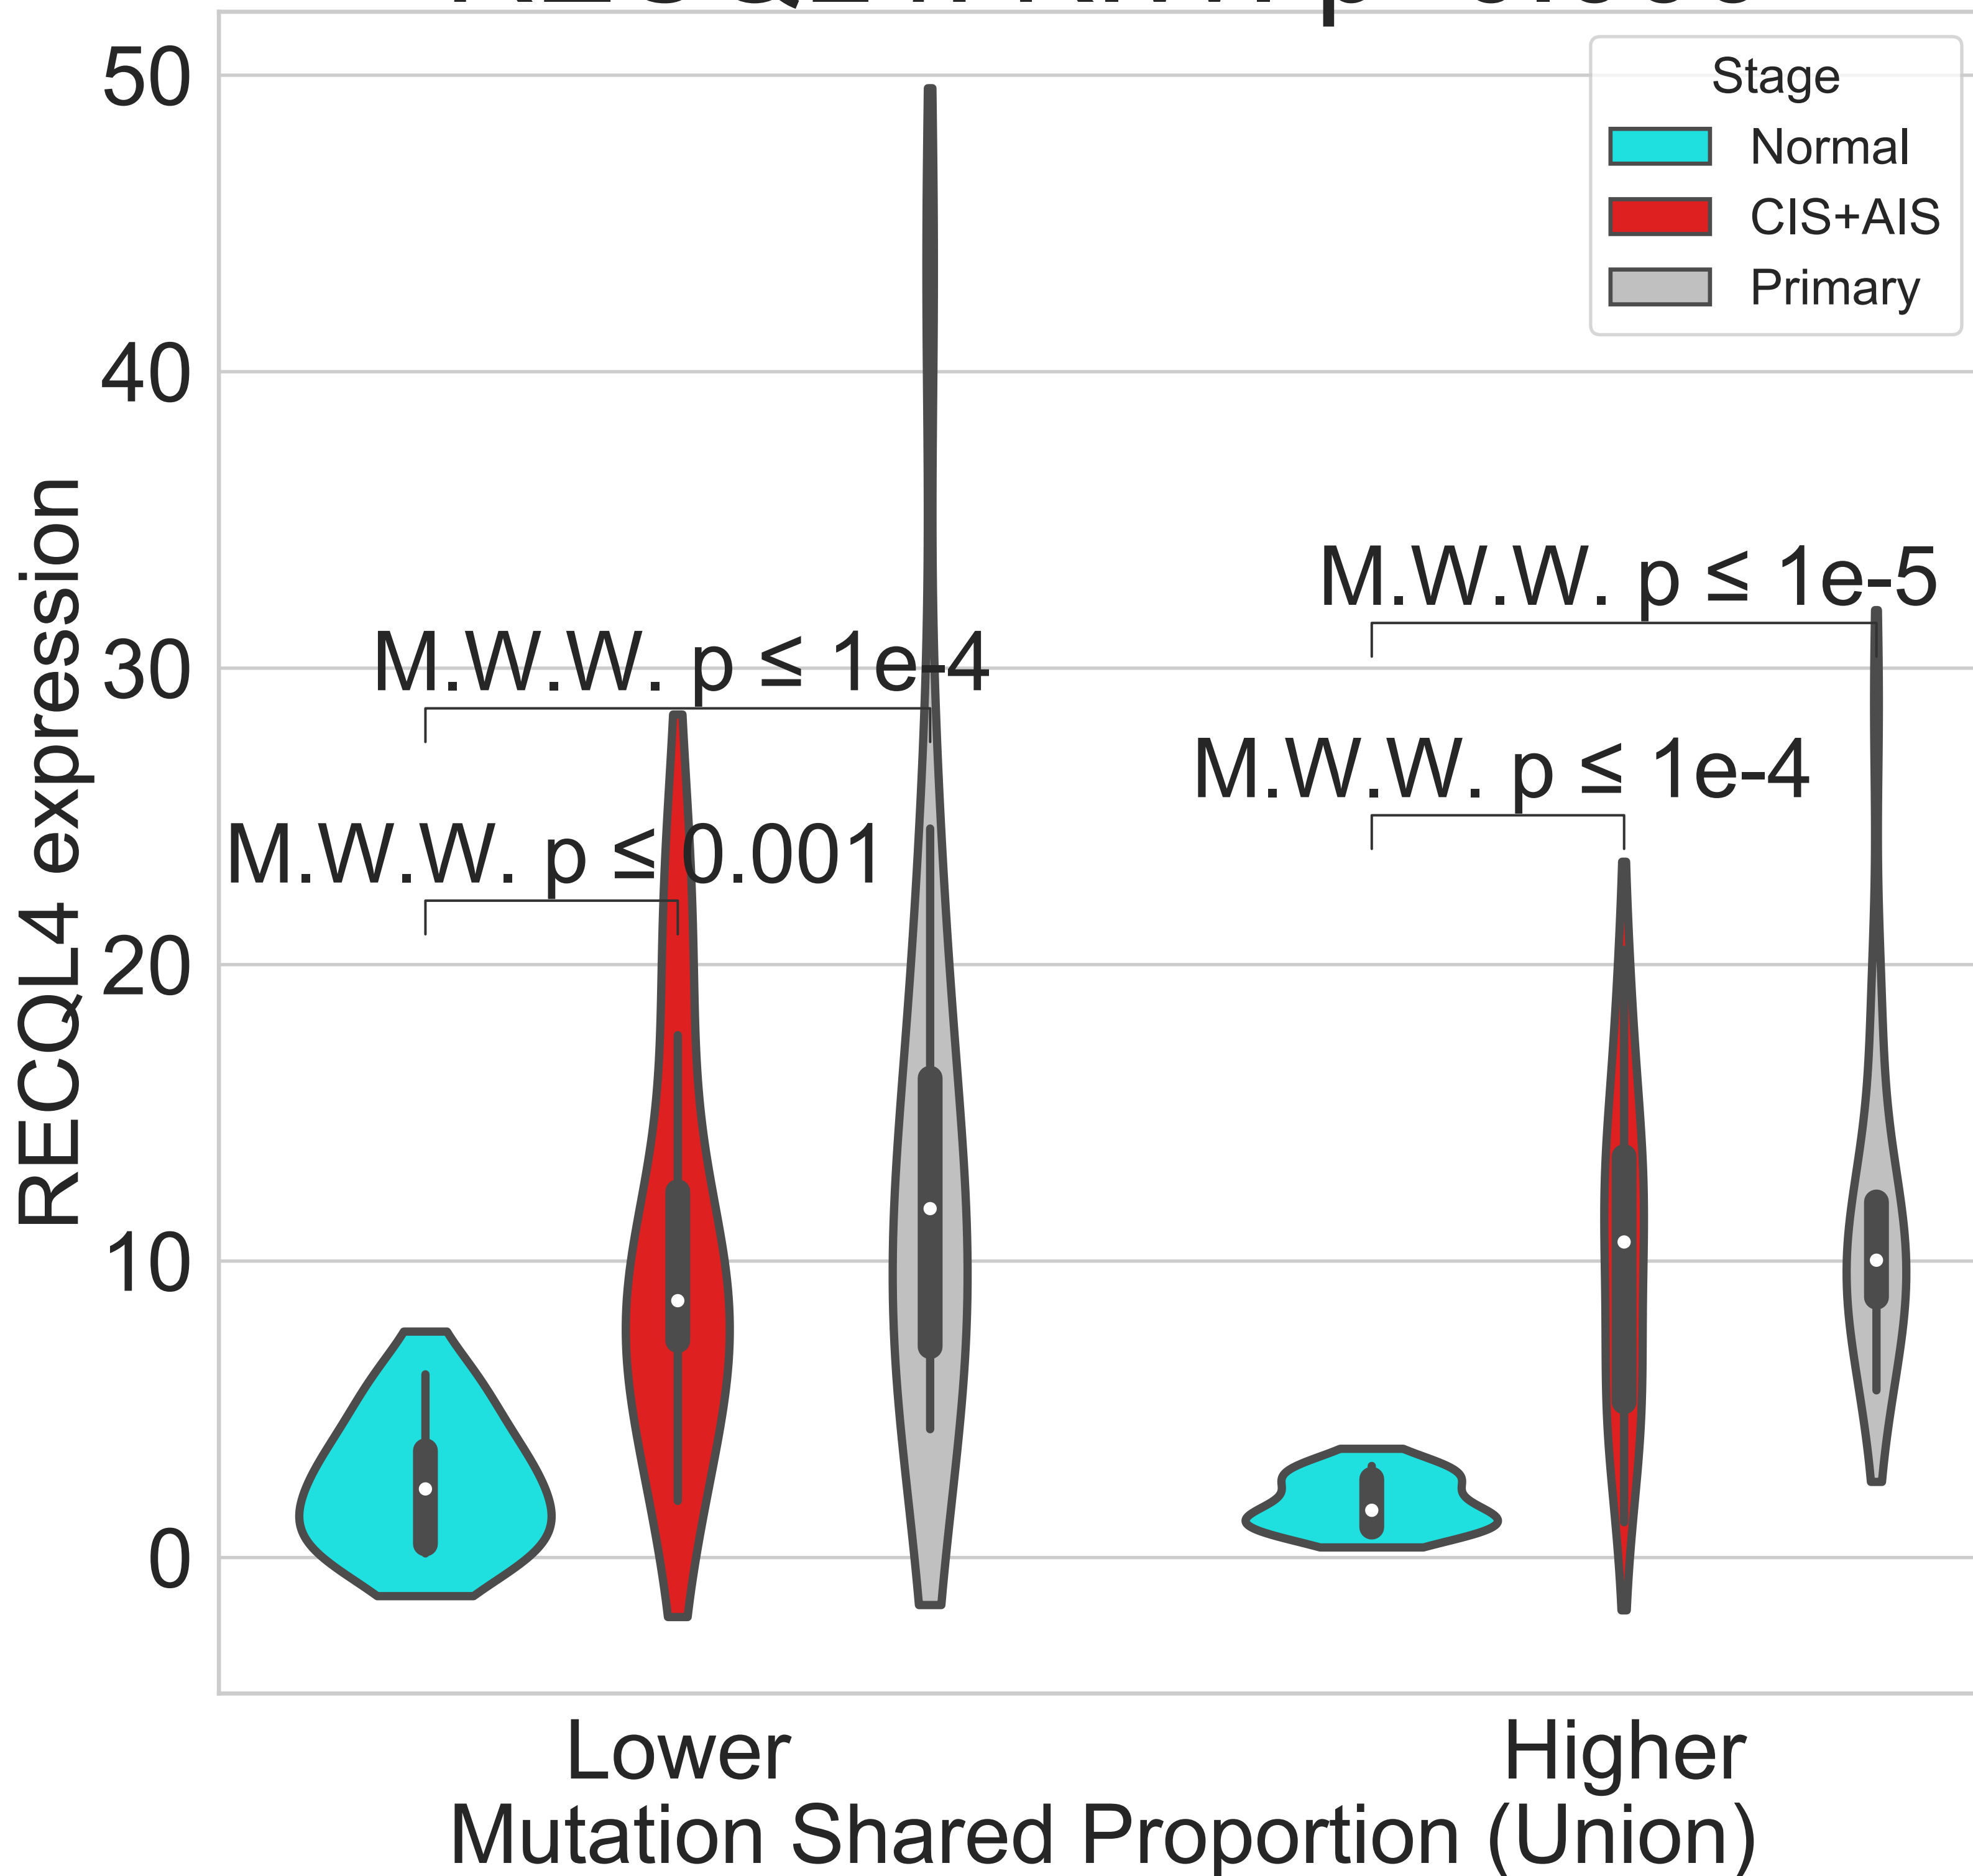 50
40
30
20
10
0
RECQL4 expression
Stage
Normal
CIS+AIS
Primary
M.W.W. p ≤ 1e-5
M.W.W. p ≤ 1e-4
M.W.W. p ≤ 1e-4
M.W.W. p ≤ 0.001
Lower
Higher
Mutation Shared Proportion (Union)